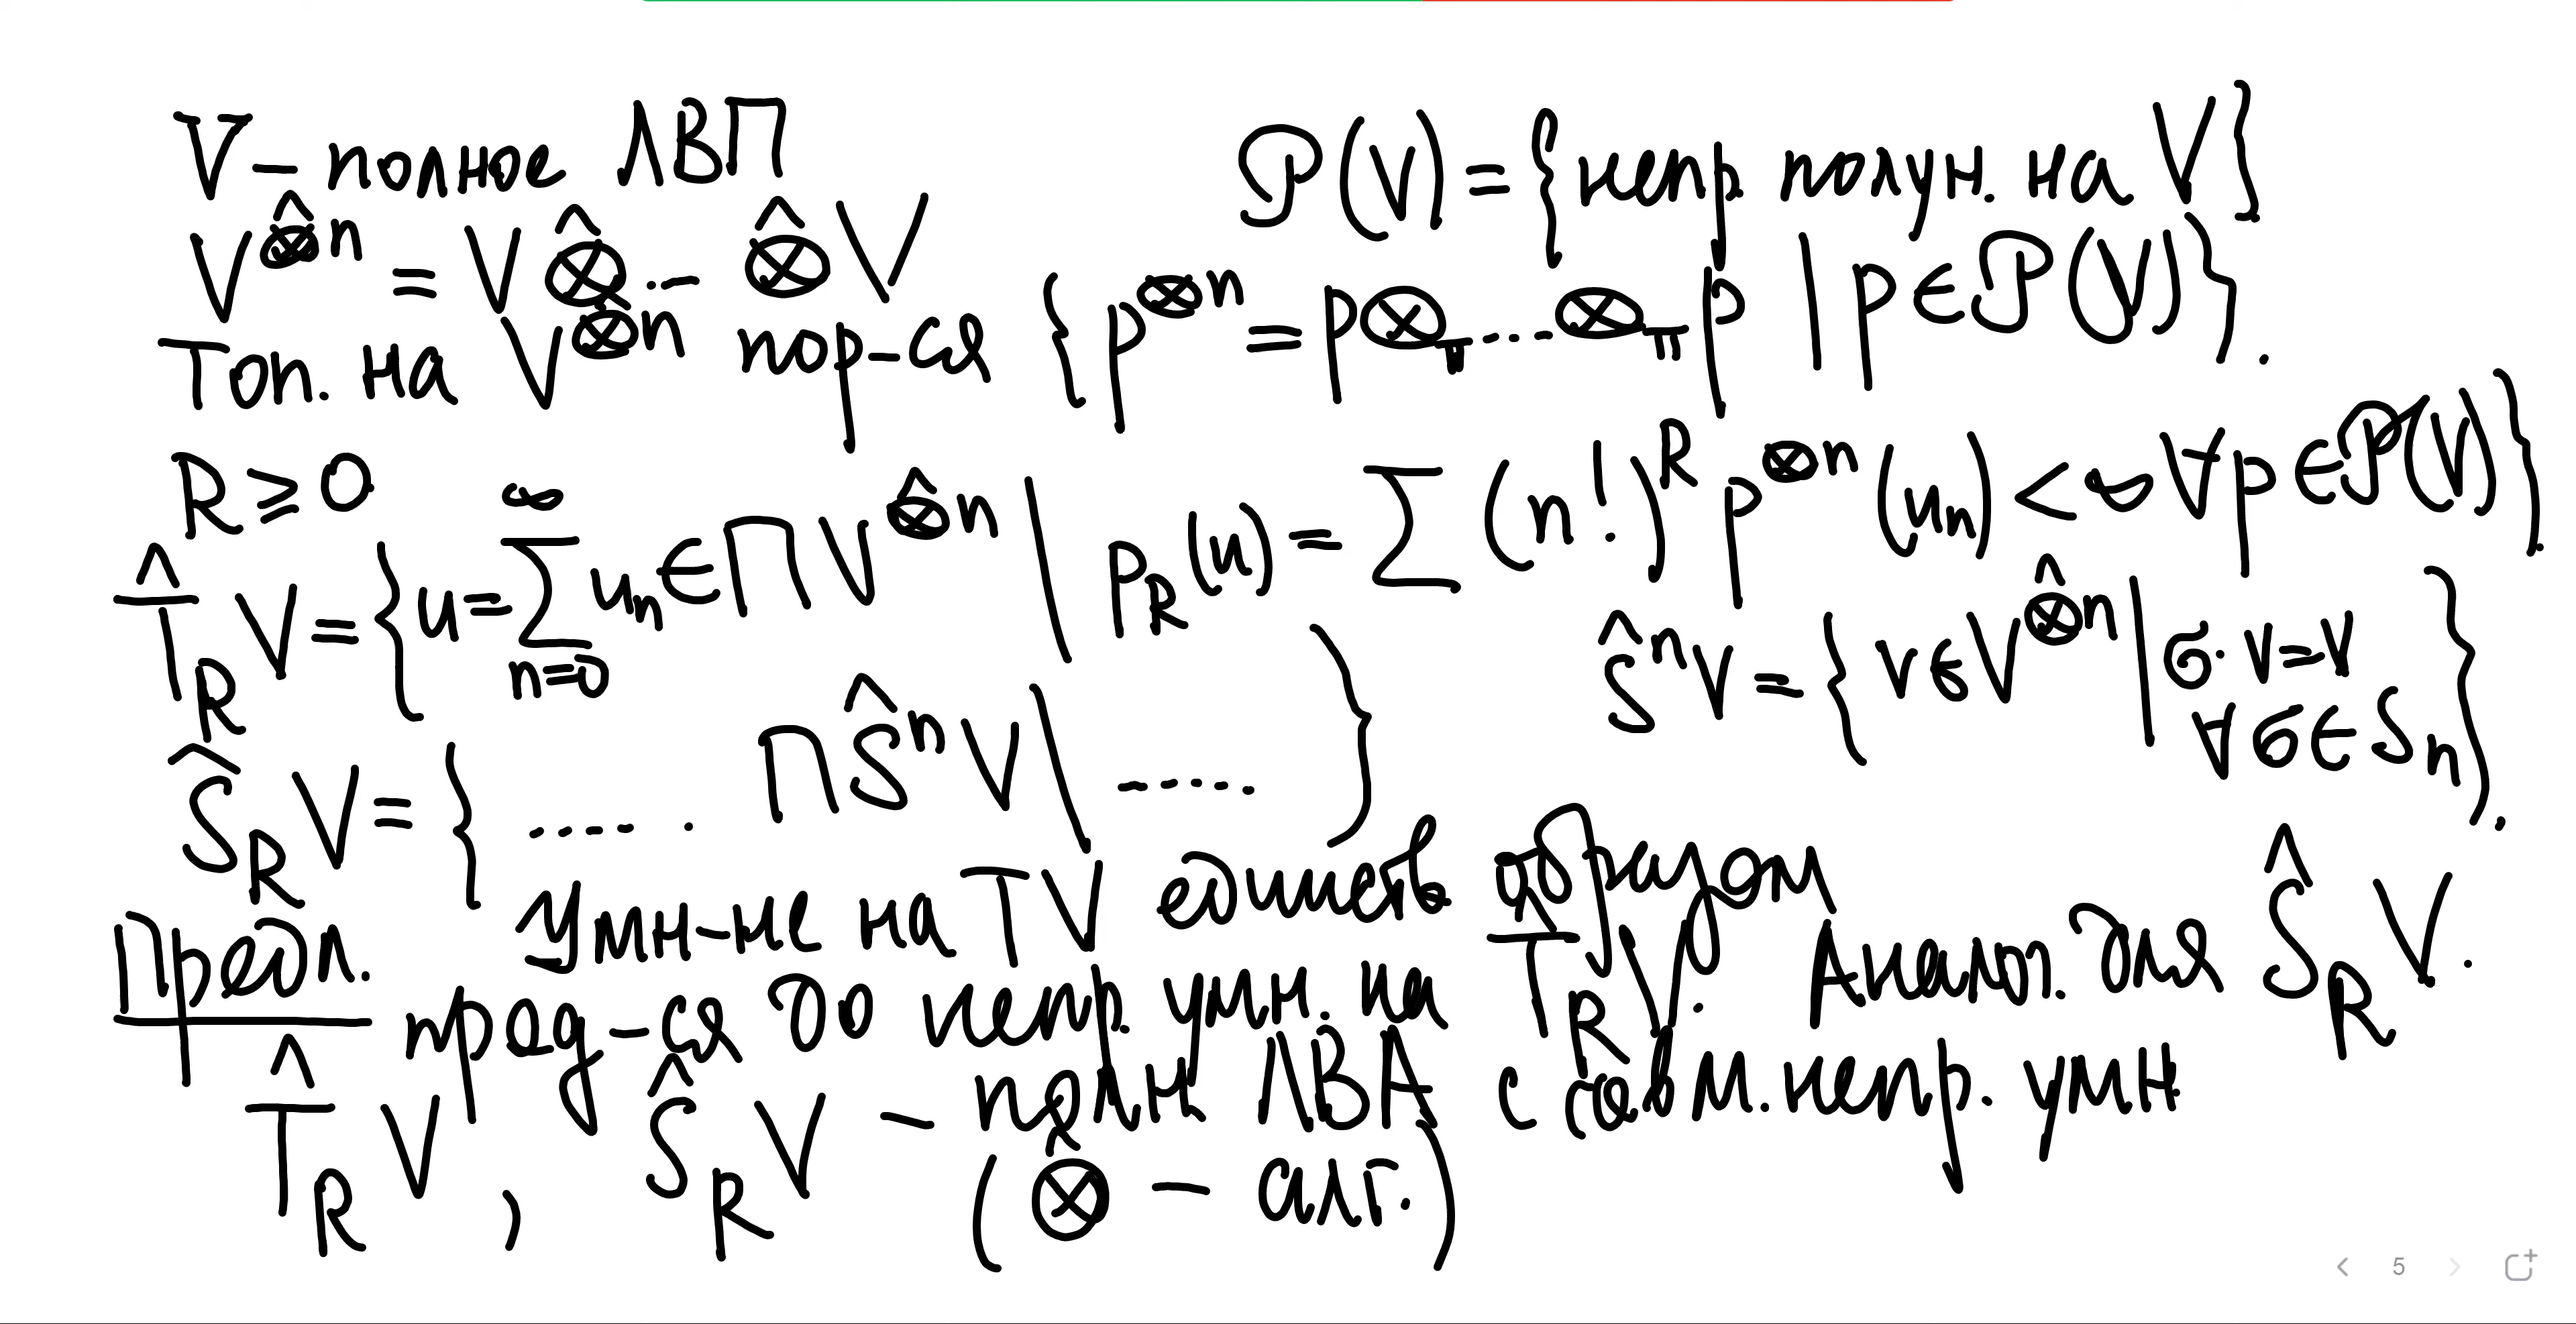 V – полное ЛВП
𝒫(V) = {непр полун. на V}
V^{⊗̂n} = V ⊗̂ ... ⊗̂ V
Топ. на V^{⊗n} пор-ся { p^{⊗n} = p ⊗_π .... ⊗_π p | p ∈ 𝒫(V) }.
R ⩾ 0
T̂_R V = { u = ∑_{n=0}^∞ u_n ∈ ∏ V^{⊗̂n} | p_R(u) = ∑ (n!)^R p^{⊗n}(u_n) < ∞ ∀p ∈ 𝒫(V) }.
Ŝ^n V = { v ∈ V^{⊗̂n} | σ·v = v ∀σ ∈ S_n }.
Ŝ_R V = { ...... ∏ Ŝ^n V | ...... }
Предл. Умн-ие на TV единств образом
прод-ся до непр. умн. на T̂_R V. Аналог. для Ŝ_R V.
T̂_R V, Ŝ_R V – полн ЛВА с совм. непр. умн
(⊗̂ – алг.)
5